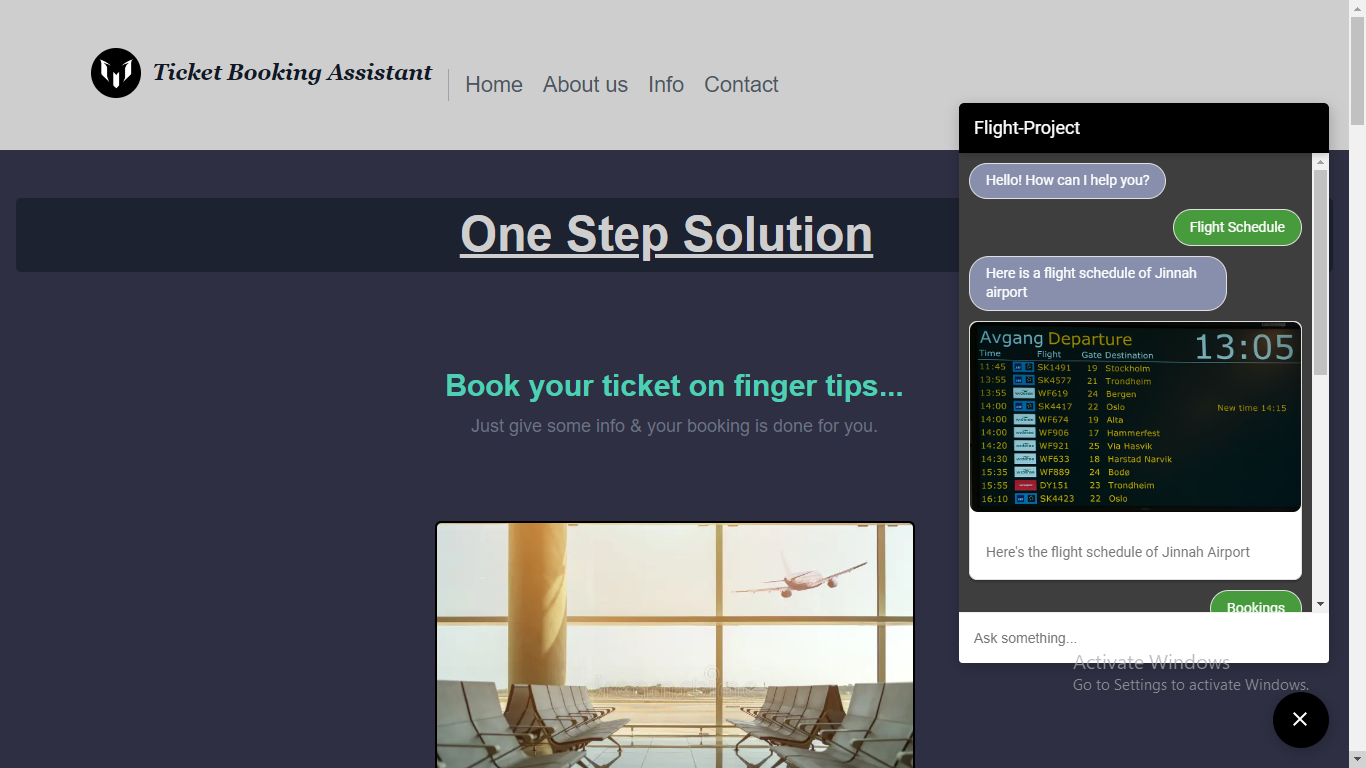 Ticket Booking Assistant
Home About us Info Contact
One Step Solution
Book your ticket on finger tips...
Just give some info & your booking is done for you.
Flight-Project
Hello! How can I help you?
Flight Schedule
Here is a flight schedule of Jinnah
airport
Avgang Departure 13:05
Time Flight Gate Destination
11:45 SK1491 19 Stockholm
13:55 SK4577 21 Trondheim
13:55 WF619 24 Bergen
14:00 SK4417 22 Oslo New time 14:15
14:00 WF674 19 Alta
14:00 WF906 17 Hammerfest
14:20 WF921 25 Via Hasvik
14:30 WF633 18 Harstad Narvik
15:35 WF889 24 Bodø
15:55 DY151 23 Trondheim
16:10 SK4423 22 Oslo
Here's the flight schedule of Jinnah Airport
Bookings
Ask something...
Activate Windows
Go to Settings to activate Windows.